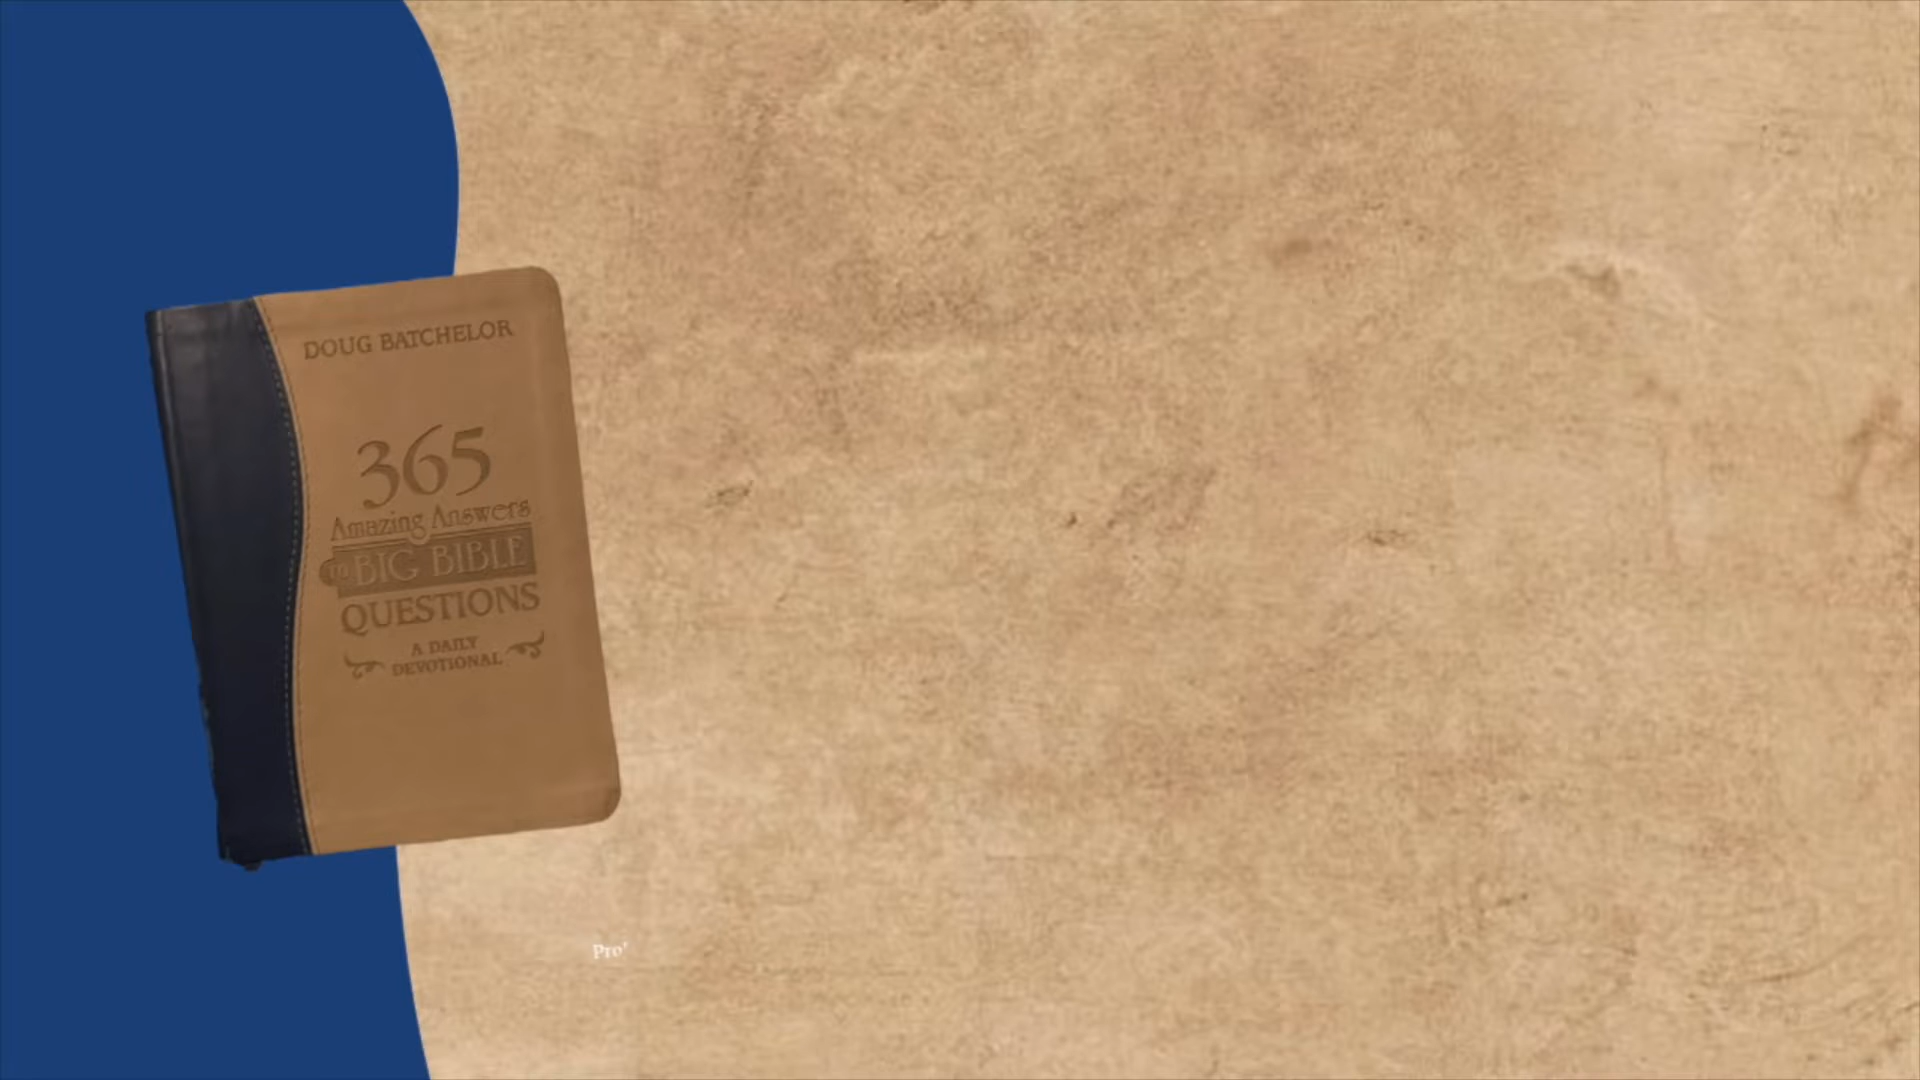 DOUG BATCHELOR
365
Amazing Answers
to BIG BIBLE
QUESTIONS
A DAILY
DEVOTIONAL
Pro'